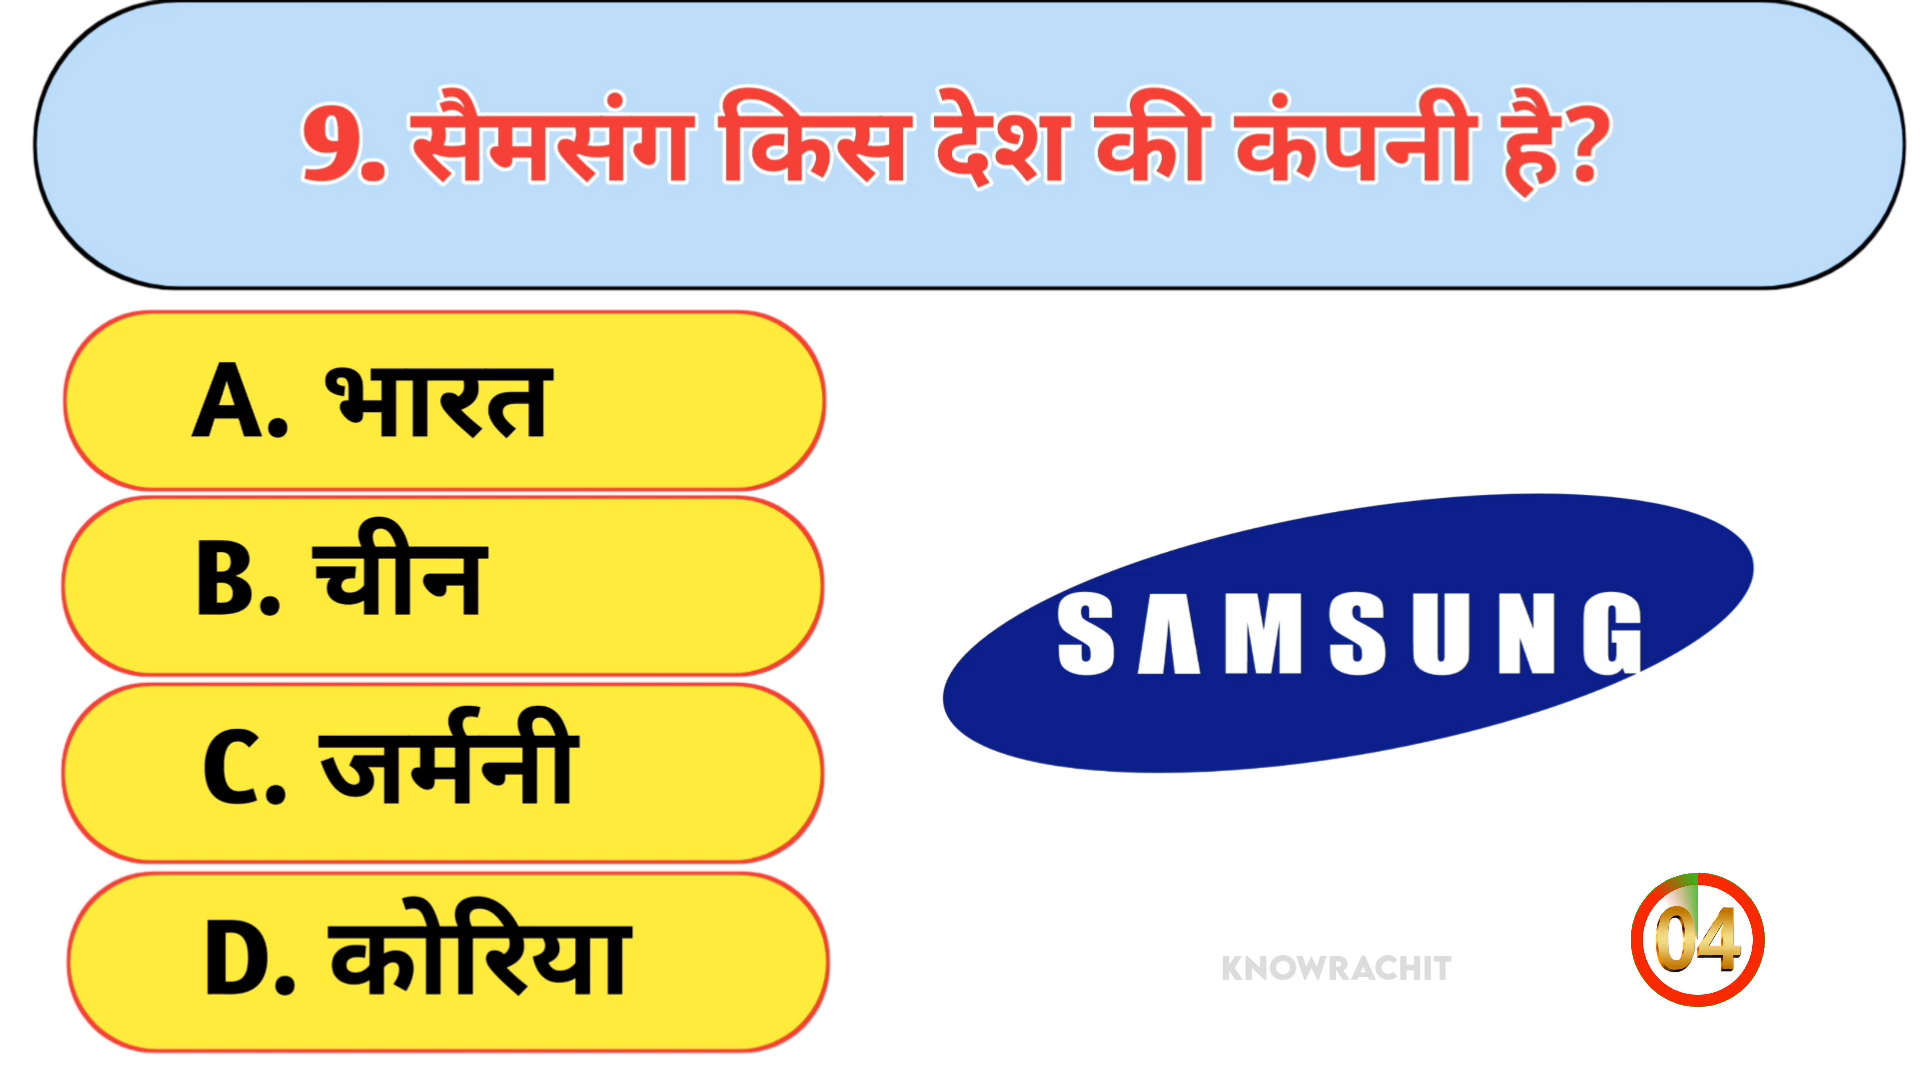 9. सैमसंग किस देश की कंपनी है?
A. भारत
B. चीन
C. जर्मनी
D. कोरिया
SAMSUNG
KNOWRACHIT
04